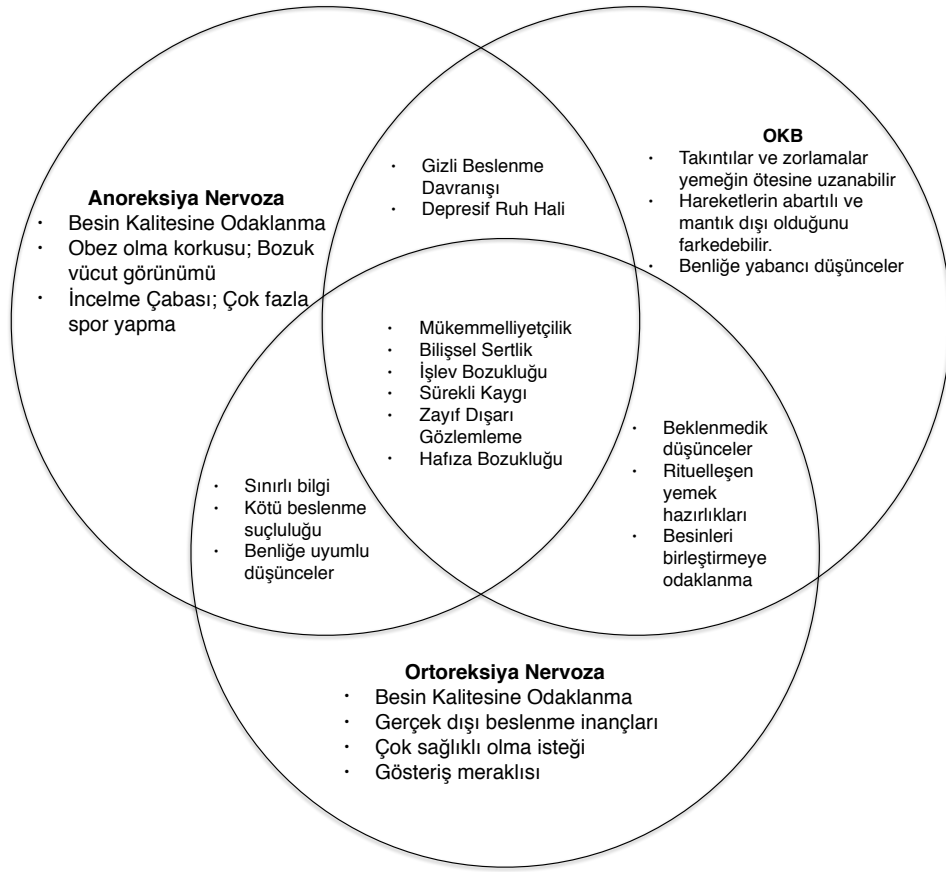 Anoreksiya Nervoza
· Besin Kalitesine Odaklanma
· Obez olma korkusu; Bozuk
vücut görünümü
· İncelme Çabası; Çok fazla
spor yapma
· Gizli Beslenme
Davranışı
· Depresif Ruh Hali
OKB
· Takıntılar ve zorlamalar
yemeğin ötesine uzanabilir
· Hareketlerin abartılı ve
mantık dışı olduğunu
farkedebilir.
· Benliğe yabancı düşünceler
· Mükemmelliyetçilik
· Bilişsel Sertlik
· İşlev Bozukluğu
· Sürekli Kaygı
· Zayıf Dışarı
Gözlemleme
· Hafıza Bozukluğu
· Sınırlı bilgi
· Kötü beslenme
suçluluğu
· Benliğe uyumlu
düşünceler
· Beklenmedik
düşünceler
· Rituelleşen
yemek
hazırlıkları
· Besinleri
birleştirmeye
odaklanma
Ortoreksiya Nervoza
· Besin Kalitesine Odaklanma
· Gerçek dışı beslenme inançları
· Çok sağlıklı olma isteği
· Gösteriş meraklısı